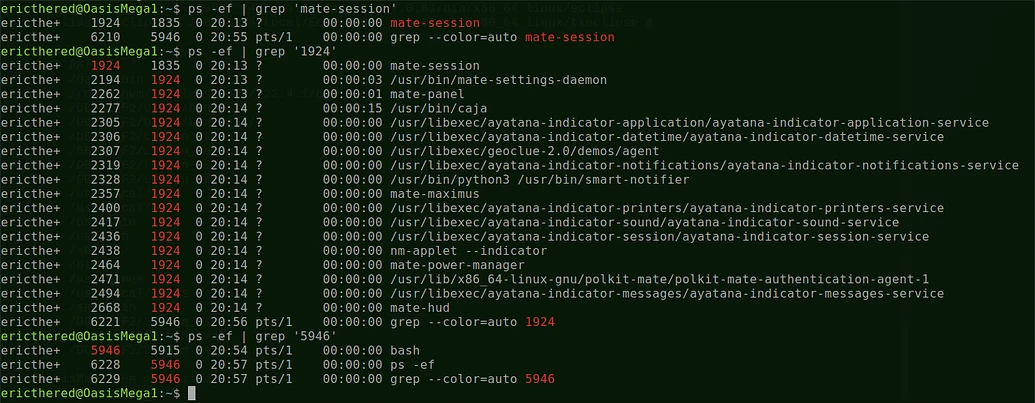 ericthered@OasisMega1:~$ ps -ef | grep 'mate-session'
ericthe+    1924    1835  0 20:13 ?        00:00:00 mate-session
ericthe+    6210    5946  0 20:55 pts/1    00:00:00 grep --color=auto mate-session
ericthered@OasisMega1:~$ ps -ef | grep '1924'
ericthe+    1924    1835  0 20:13 ?        00:00:00 mate-session
ericthe+    2194    1924  0 20:13 ?        00:00:03 /usr/bin/mate-settings-daemon
ericthe+    2262    1924  0 20:13 ?        00:00:01 mate-panel
ericthe+    2277    1924  0 20:14 ?        00:00:15 /usr/bin/caja
ericthe+    2305    1924  0 20:14 ?        00:00:00 /usr/libexec/ayatana-indicator-application/ayatana-indicator-application-service
ericthe+    2306    1924  0 20:14 ?        00:00:00 /usr/libexec/ayatana-indicator-datetime/ayatana-indicator-datetime-service
ericthe+    2307    1924  0 20:14 ?        00:00:00 /usr/libexec/geoclue-2.0/demos/agent
ericthe+    2319    1924  0 20:14 ?        00:00:00 /usr/libexec/ayatana-indicator-notifications/ayatana-indicator-notifications-service
ericthe+    2328    1924  0 20:14 ?        00:00:00 /usr/bin/python3 /usr/bin/smart-notifier
ericthe+    2357    1924  0 20:14 ?        00:00:00 mate-maximus
ericthe+    2400    1924  0 20:14 ?        00:00:00 /usr/libexec/ayatana-indicator-printers/ayatana-indicator-printers-service
ericthe+    2417    1924  0 20:14 ?        00:00:00 /usr/libexec/ayatana-indicator-sound/ayatana-indicator-sound-service
ericthe+    2436    1924  0 20:14 ?        00:00:00 /usr/libexec/ayatana-indicator-session/ayatana-indicator-session-service
ericthe+    2438    1924  0 20:14 ?        00:00:00 nm-applet --indicator
ericthe+    2464    1924  0 20:14 ?        00:00:00 mate-power-manager
ericthe+    2471    1924  0 20:14 ?        00:00:00 /usr/lib/x86_64-linux-gnu/polkit-mate/polkit-mate-authentication-agent-1
ericthe+    2494    1924  0 20:14 ?        00:00:00 /usr/libexec/ayatana-indicator-messages/ayatana-indicator-messages-service
ericthe+    2668    1924  0 20:14 ?        00:00:00 mate-hud
ericthe+    6221    5946  0 20:56 pts/1    00:00:00 grep --color=auto 1924
ericthered@OasisMega1:~$ ps -ef | grep '5946'
ericthe+    5946    5915  0 20:54 pts/1    00:00:00 bash
ericthe+    6228    5946  0 20:57 pts/1    00:00:00 ps -ef
ericthe+    6229    5946  0 20:57 pts/1    00:00:00 grep --color=auto 5946
ericthered@OasisMega1:~$